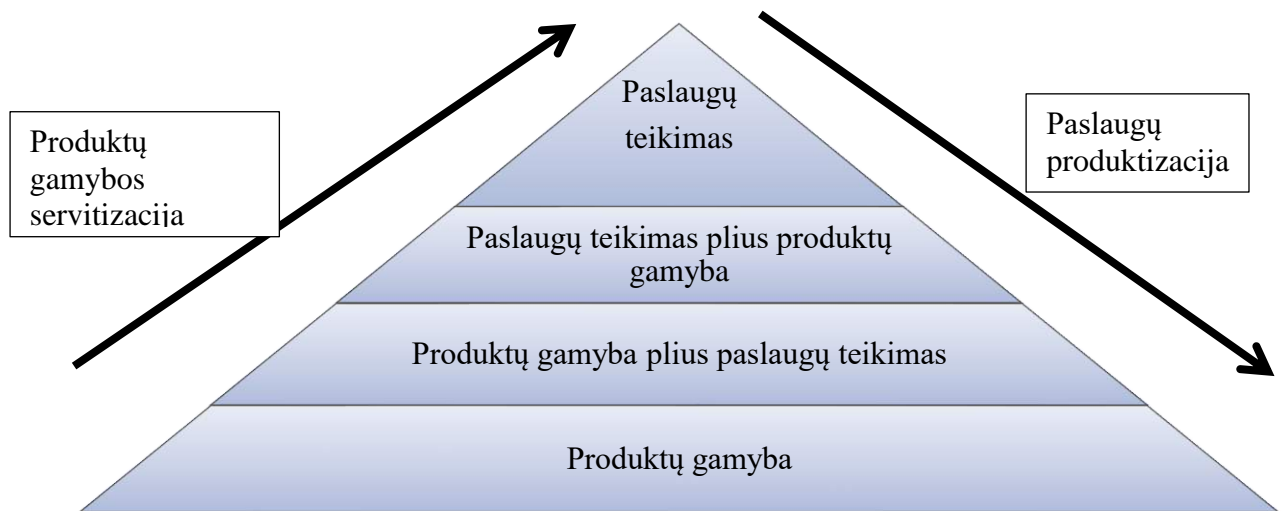 Paslaugų
teikimas
Produktų
gamybos
servitizacija
Paslaugų
produktizacija
Paslaugų teikimas plius produktų
gamyba
Produktų gamyba plius paslaugų teikimas
Produktų gamyba